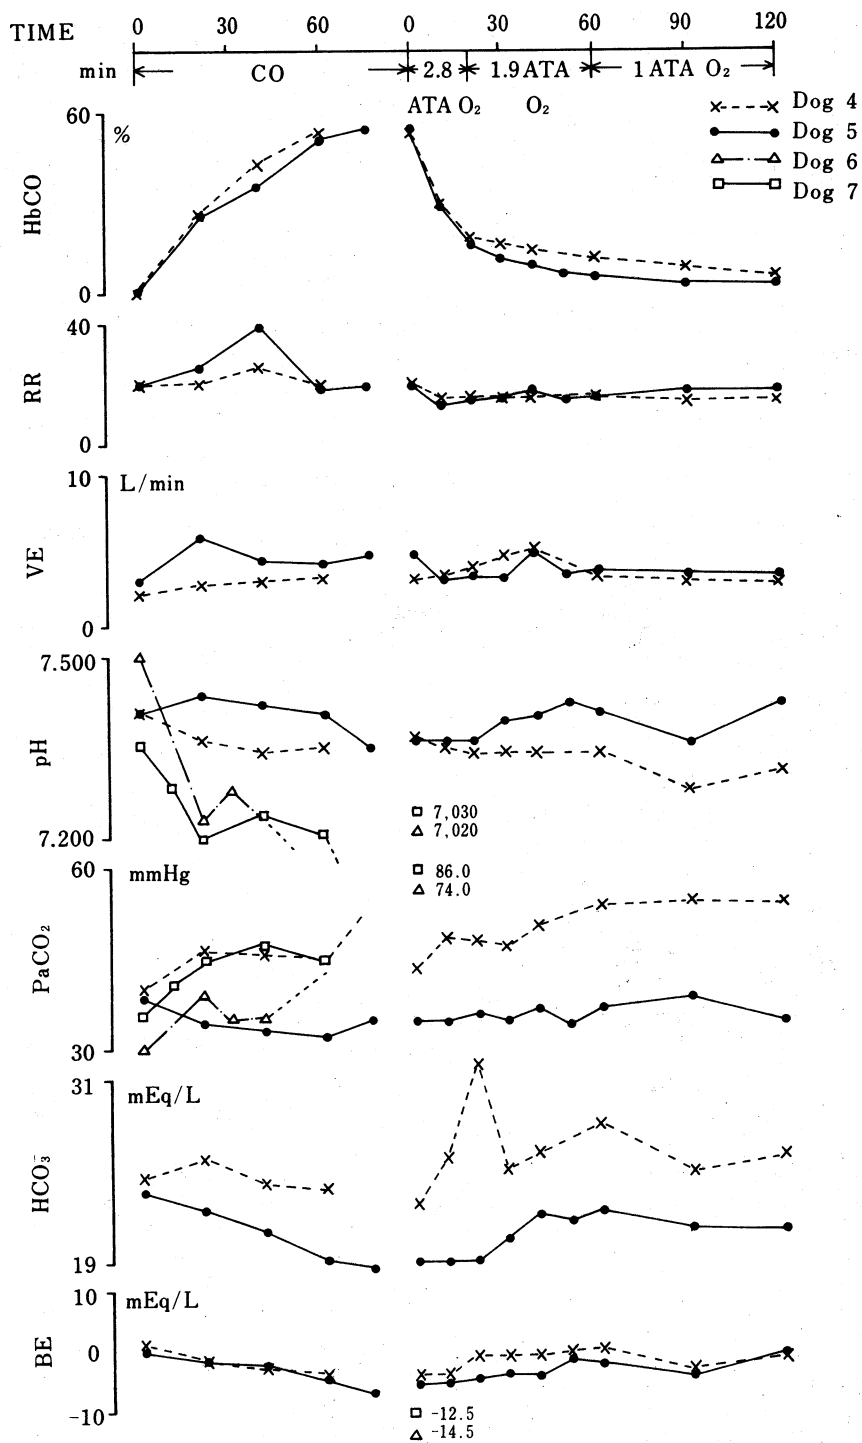 TIME
0 30 60 0 30 60 90 120
min CO 2.8 1.9 ATA 1 ATA O₂
ATA O₂ O₂
Dog 4
Dog 5
Dog 6
Dog 7
60
%
HbCO
0
40
RR
0
10
L/min
VE
0
7.500
pH
7.200
7,030
7,020
60
mmHg
86.0
74.0
PaCO₂
30
31
mEq/L
HCO₃⁻
19
10
mEq/L
BE
0
-10
-12.5
-14.5